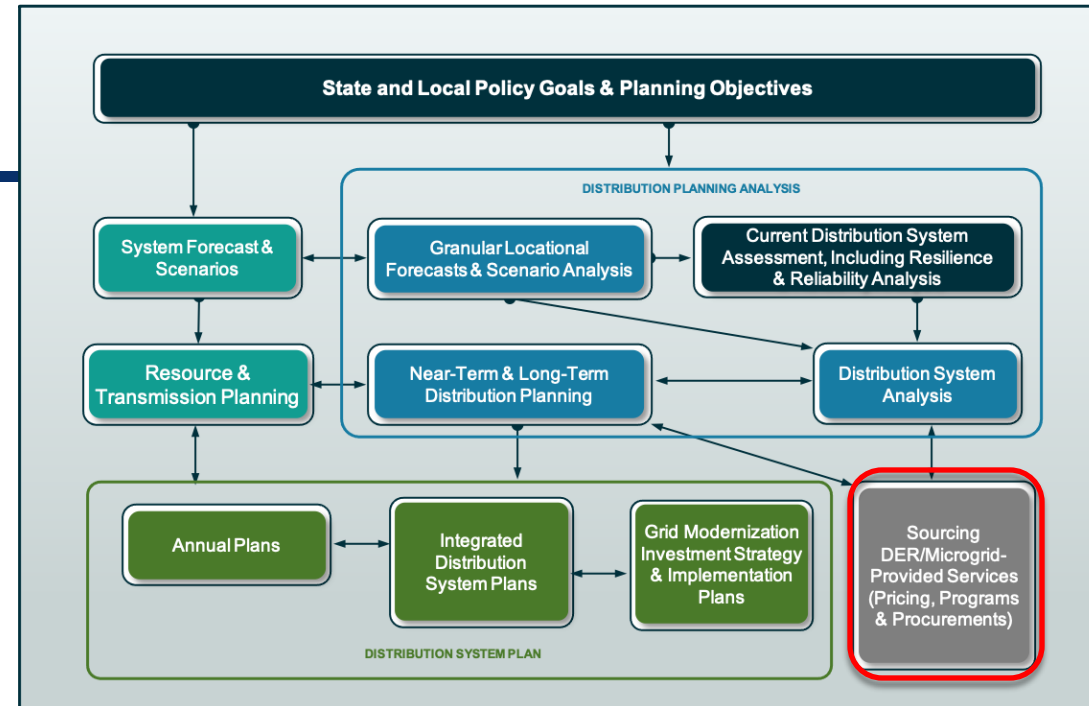 State and Local Policy Goals & Planning Objectives
DISTRIBUTION PLANNING ANALYSIS
System Forecast &
Scenarios
Granular Locational
Forecasts & Scenario Analysis
Current Distribution System
Assessment, Including Resilience
& Reliability Analysis
Resource &
Transmission Planning
Near-Term & Long-Term
Distribution Planning
Distribution System
Analysis
Annual Plans
Integrated
Distribution
System Plans
Grid Modernization
Investment Strategy
& Implementation
Plans
Sourcing
DER/Microgrid-
Provided Services
(Pricing, Programs
& Procurements)
DISTRIBUTION SYSTEM PLAN